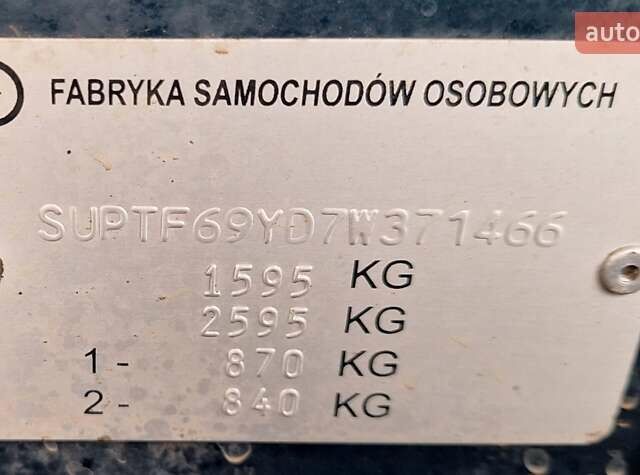 auto
FABRYKA SAMOCHODÓW OSOBOWYCH
SUPTF69YD7W371466
1595 KG
2595 KG
1- 870 KG
2- 840 KG